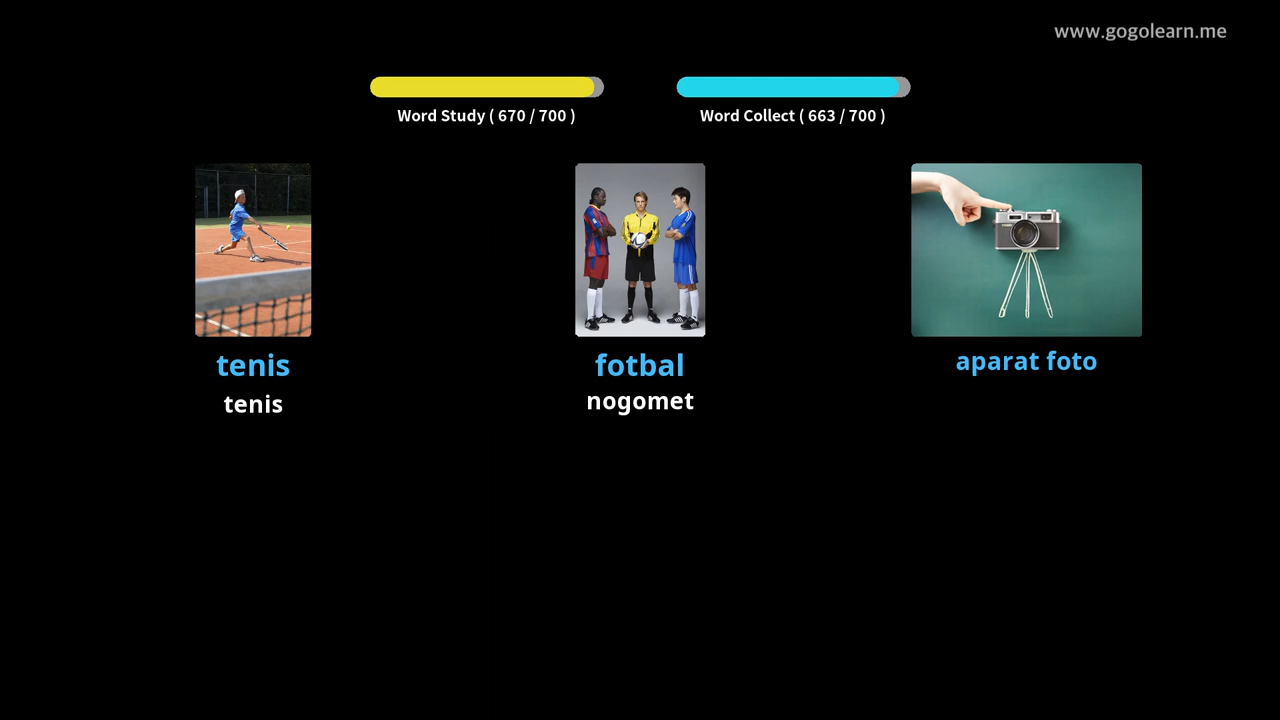 www.gogolearn.me
Word Study ( 670 / 700 )
Word Collect ( 663 / 700 )
tenis
tenis
fotbal
nogomet
aparat foto